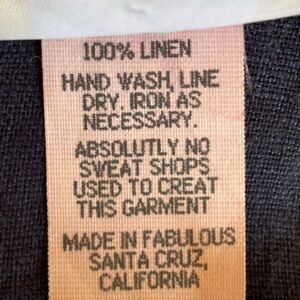 100% LINEN
HAND WASH, LINE
DRY. IRON AS
NECESSARY.
ABSOLUTLY NO
SWEAT SHOPS
USED TO CREAT
THIS GARMENT
MADE IN FABULOUS
SANTA CRUZ,
CALIFORNIA